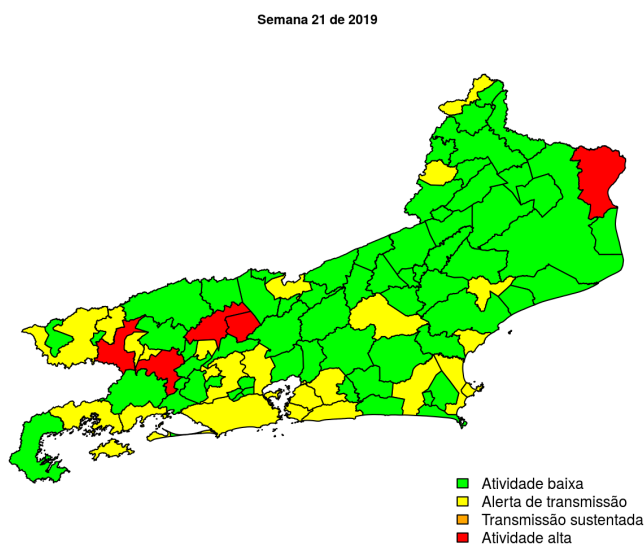 Semana 21 de 2019
Atividade baixa
Alerta de transmissão
Transmissão sustentada
Atividade alta